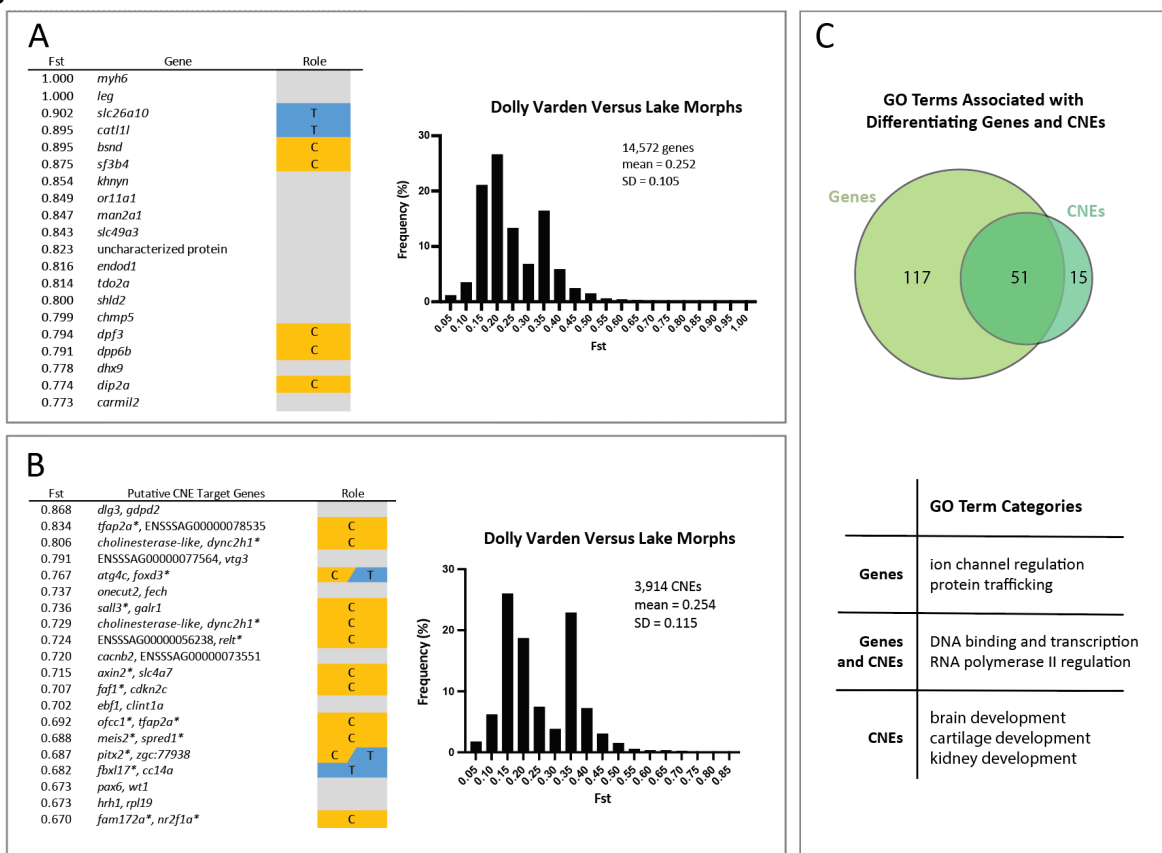 A
Fst Gene Role
1.000 myh6
1.000 leg
0.902 slc26a10 T
0.895 catl1l T
0.895 bsnd C
0.875 sf3b4 C
0.854 khnyn
0.849 or11a1
0.847 man2a1
0.843 slc49a3
0.823 uncharacterized protein
0.816 endod1
0.814 tdo2a
0.800 shld2
0.799 chmp5
0.794 dpf3 C
0.791 dpp6b C
0.778 dhx9
0.774 dip2a C
0.773 carmil2
Dolly Varden Versus Lake Morphs
14,572 genes
mean = 0.252
SD = 0.105
Frequency (%)
30
20
10
0
0.05 0.10 0.15 0.20 0.25 0.30 0.35 0.40 0.45 0.50 0.55 0.60 0.65 0.70 0.75 0.80 0.85 0.90 0.95 1.00
Fst
B
Fst Putative CNE Target Genes Role
0.868 dlg3, gdpd2
0.834 tfap2a*, ENSSSAG00000078535 C
0.806 cholinesterase-like, dync2h1* C
0.791 ENSSSAG00000077564, vtg3
0.767 atg4c, foxd3* C T
0.737 onecut2, fech
0.736 sall3*, galr1 C
0.729 cholinesterase-like, dync2h1* C
0.724 ENSSSAG00000056238, relt* C
0.720 cacnb2, ENSSSAG00000073551
0.715 axin2*, slc4a7 C
0.707 faf1*, cdkn2c C
0.702 ebf1, clint1a
0.692 ofcc1*, tfap2a* C
0.688 meis2*, spred1* C
0.687 pitx2*, zgc:77938 C T
0.682 fbxl17*, cc14a T
0.673 pax6, wt1
0.673 hrh1, rpl19
0.670 fam172a*, nr2f1a* C
Dolly Varden Versus Lake Morphs
3,914 CNEs
mean = 0.254
SD = 0.115
Frequency (%)
30
20
10
0
0.05 0.10 0.15 0.20 0.25 0.30 0.35 0.40 0.45 0.50 0.55 0.60 0.65 0.70 0.75 0.80 0.85
Fst
C
GO Terms Associated with
Differentiating Genes and CNEs
Genes
CNEs
117 51 15
GO Term Categories
Genes
ion channel regulation
protein trafficking
Genes
and CNEs
DNA binding and transcription
RNA polymerase II regulation
CNEs
brain development
cartilage development
kidney development